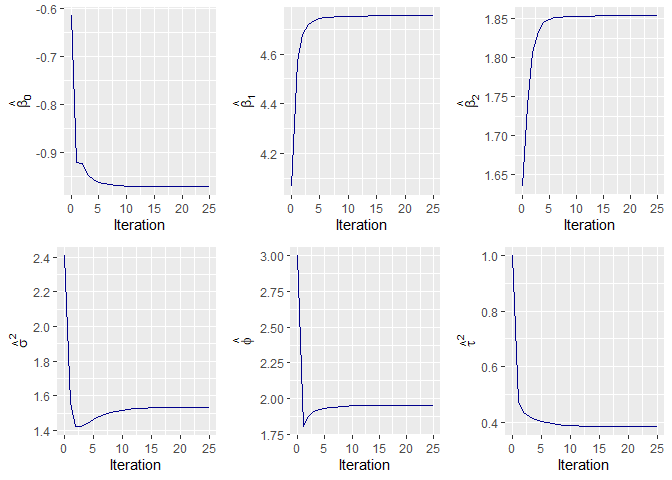 -0.6
-0.7
-0.8
-0.9
β̂0
0 5 10 15 20 25
Iteration
4.6
4.4
4.2
β̂1
0 5 10 15 20 25
Iteration
1.85
1.80
1.75
1.70
1.65
β̂2
0 5 10 15 20 25
Iteration
2.4
2.2
2.0
1.8
1.6
1.4
σ̂2
0 5 10 15 20 25
Iteration
3.00
2.75
2.50
2.25
2.00
1.75
ϕ̂
0 5 10 15 20 25
Iteration
1.0
0.8
0.6
0.4
τ̂2
0 5 10 15 20 25
Iteration